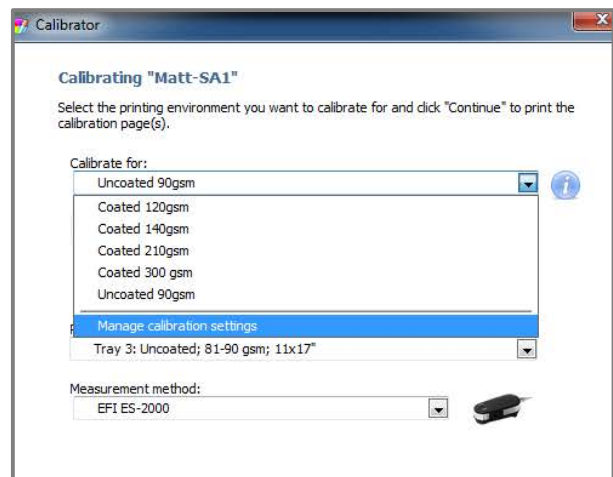 Calibrator
Calibrating "Matt-SA1"
Select the printing environment you want to calibrate for and click "Continue" to print the
calibration page(s).
Calibrate for:
Uncoated 90gsm
Coated 120gsm
Coated 140gsm
Coated 210gsm
Coated 300 gsm
Uncoated 90gsm
Manage calibration settings
Tray 3: Uncoated; 81-90 gsm; 11x17"
Measurement method:
EFI ES-2000